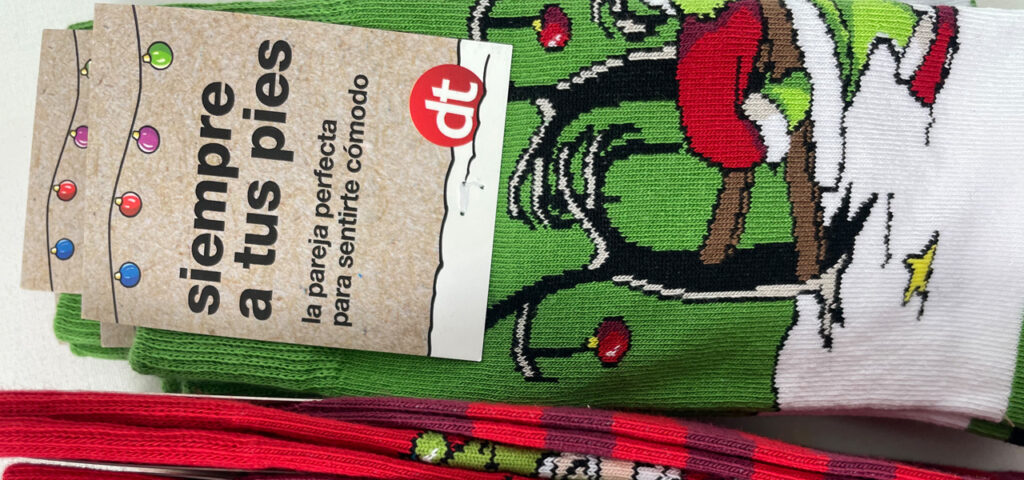 siempre
a tus pies
la pareja perfecta
para sentirte cómodo
dt